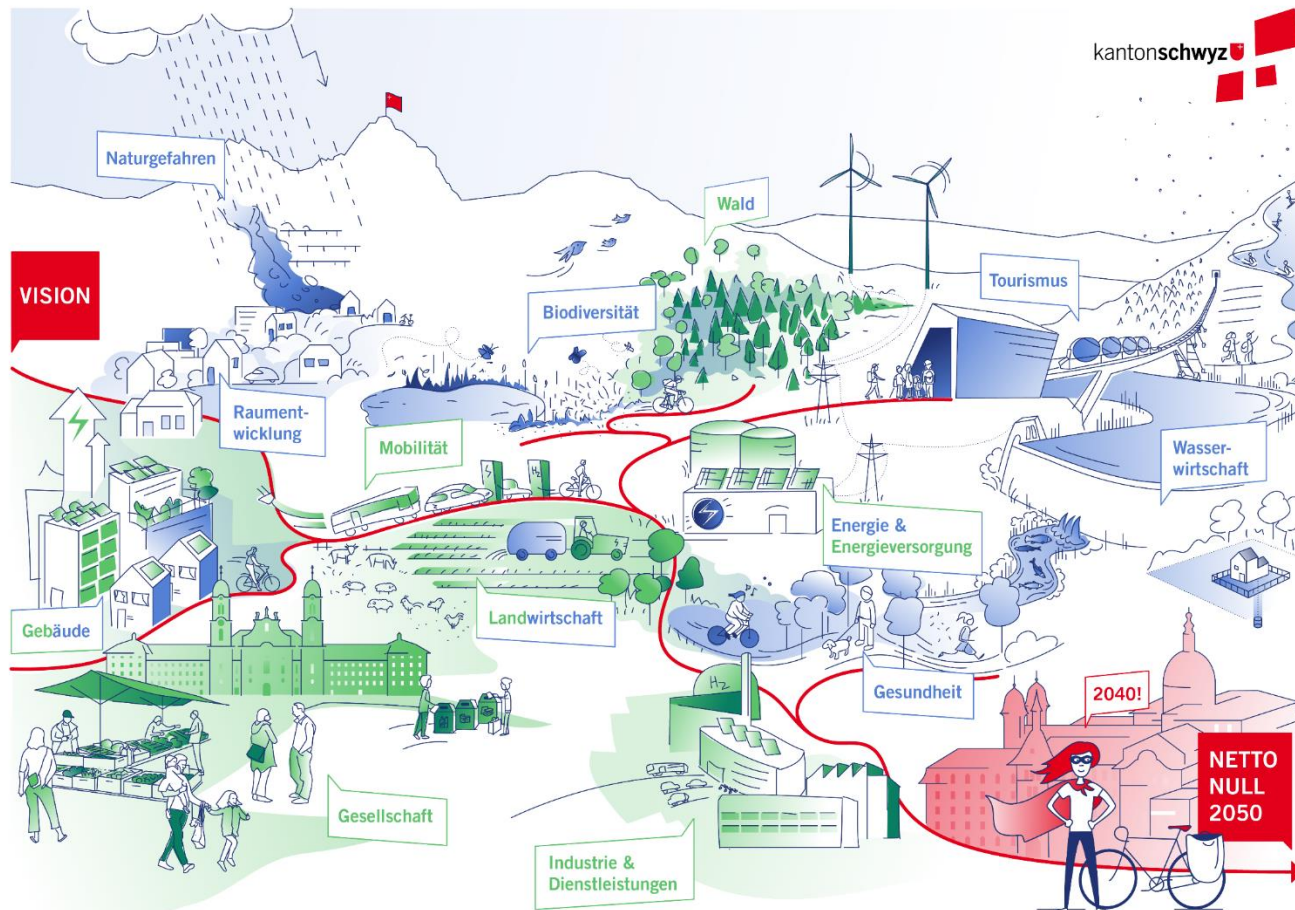 kantonschwyz
Naturgefahren
Wald
VISION
Tourismus
Biodiversität
Raument-
wicklung
Mobilität
H₂
Wasser-
wirtschaft
Energie &
Energieversorgung
Gebäude
Landwirtschaft
H₂
Gesundheit
2040!
NETTO
NULL
2050
Gesellschaft
Industrie &
Dienstleistungen